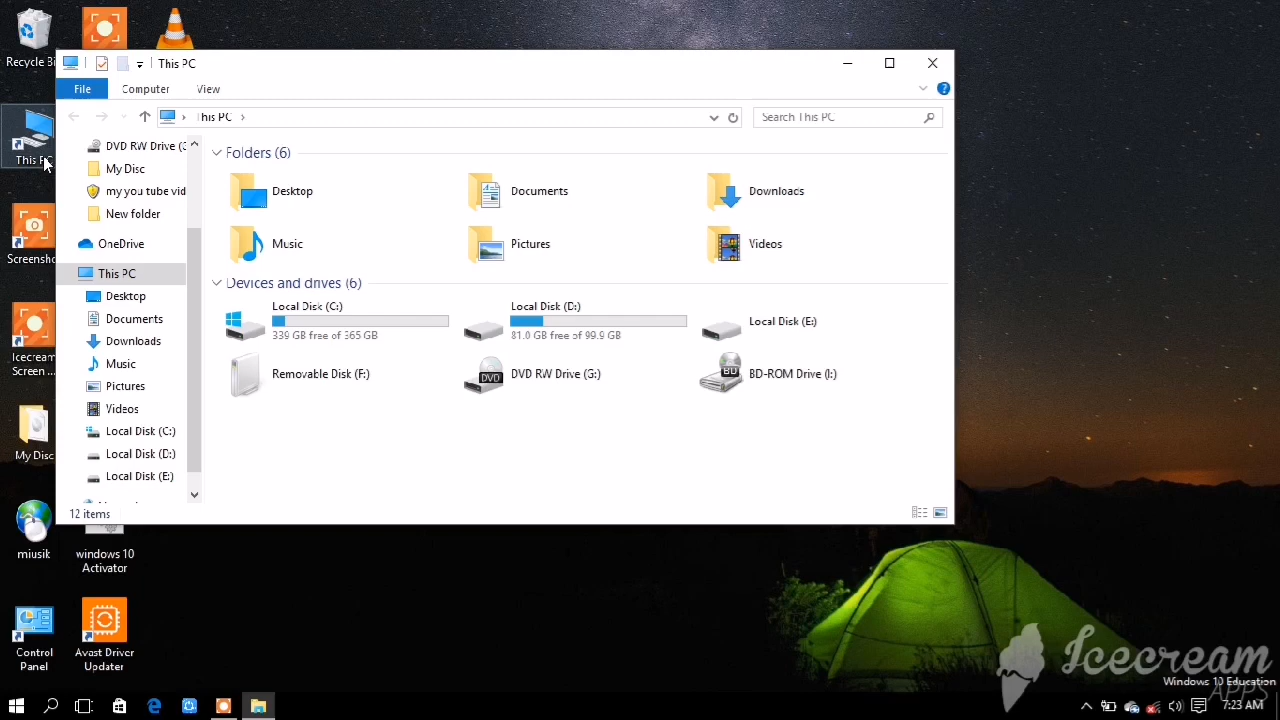 Recycle Bi
This PC
File
Computer
View
This PC
Search This PC
This PC
Screensho
Icecream
Screen ...
My Disc
miusik
windows 10
Activator
Control
Panel
Avast Driver
Updater
DVD RW Drive (G
My Disc
my you tube vid
New folder
OneDrive
This PC
Desktop
Documents
Downloads
Music
Pictures
Videos
Local Disk (C:)
Local Disk (D:)
Local Disk (E:)
Folders (6)
Desktop
Documents
Downloads
Music
Pictures
Videos
Devices and drives (6)
Local Disk (C:)
339 GB free of 365 GB
Local Disk (D:)
81.0 GB free of 99.9 GB
Local Disk (E:)
Removable Disk (F:)
DVD
DVD RW Drive (G:)
BD
BD-ROM Drive (I:)
12 items
Icecream
APPS
Windows 10 Education
7:23 AM